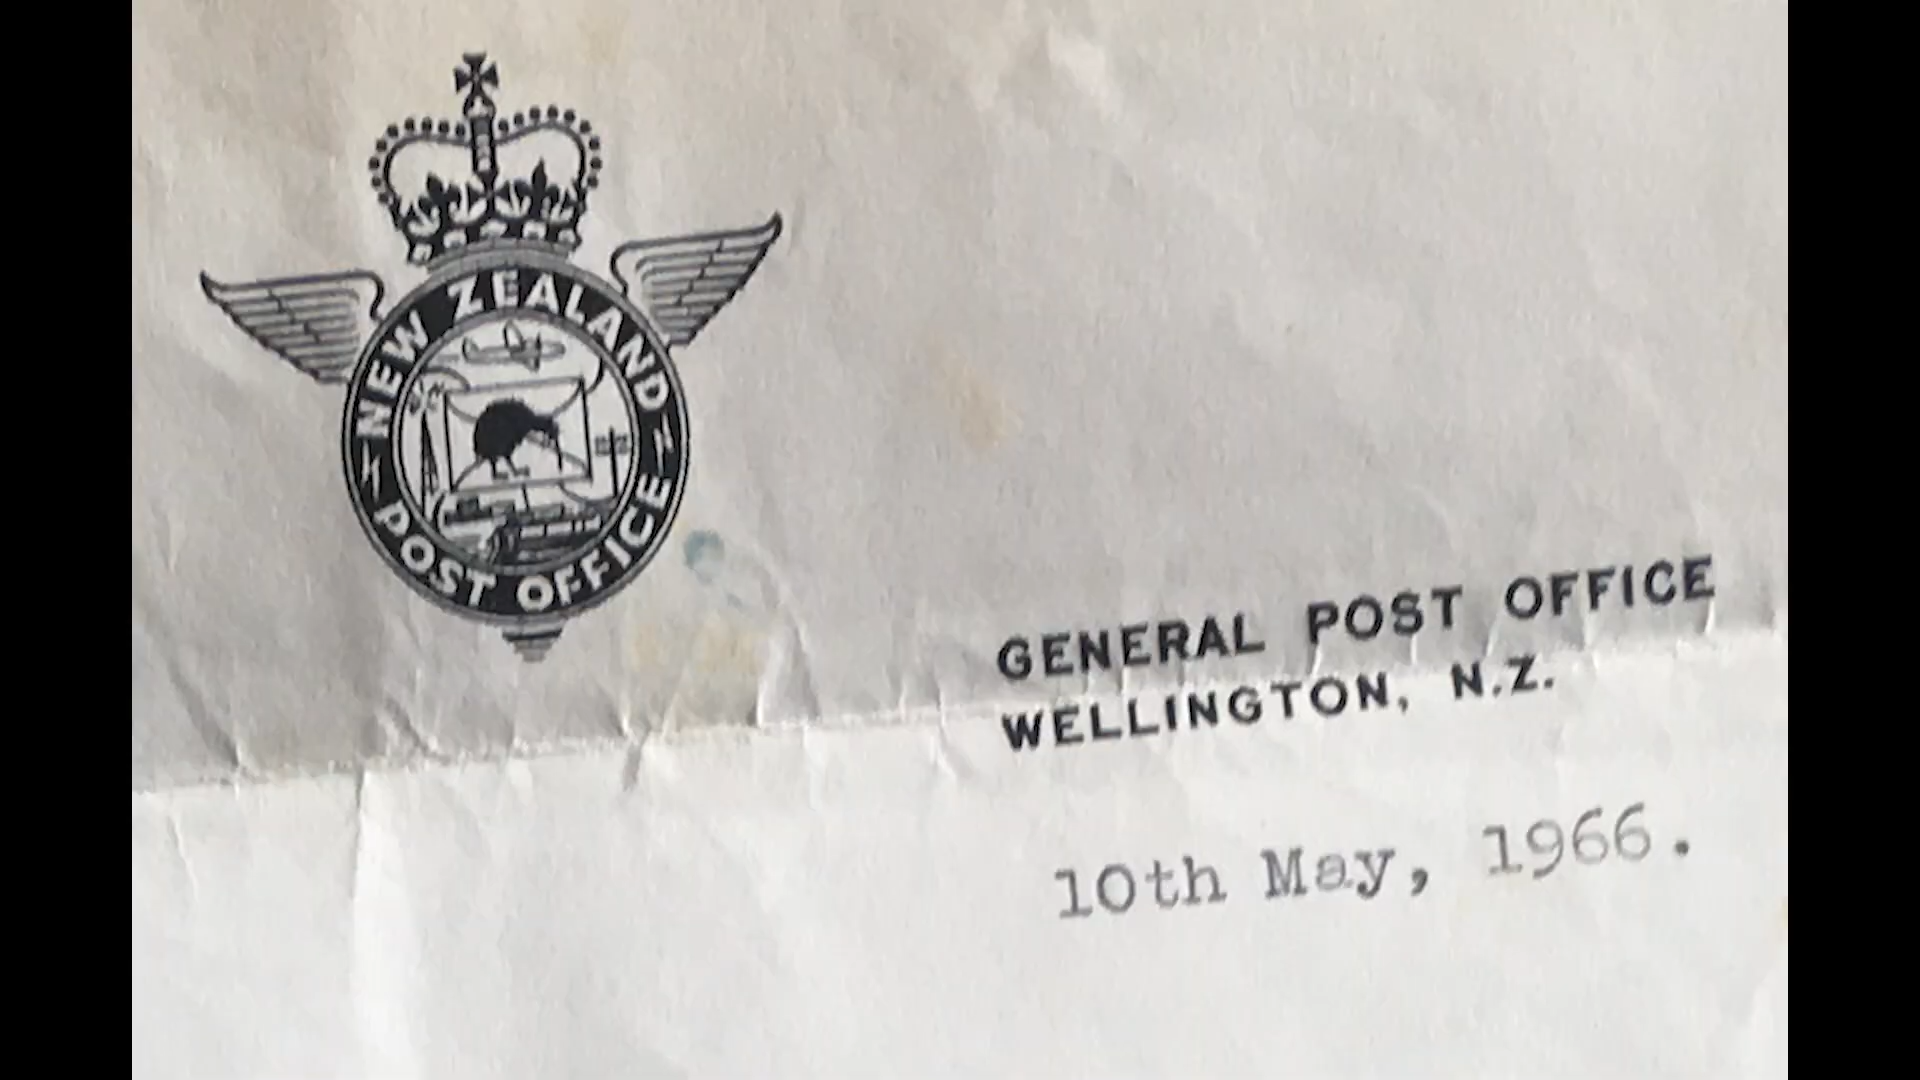 NEW ZEALAND
POST OFFICE
GENERAL POST OFFICE
WELLINGTON, N.Z.
10th May, 1966.